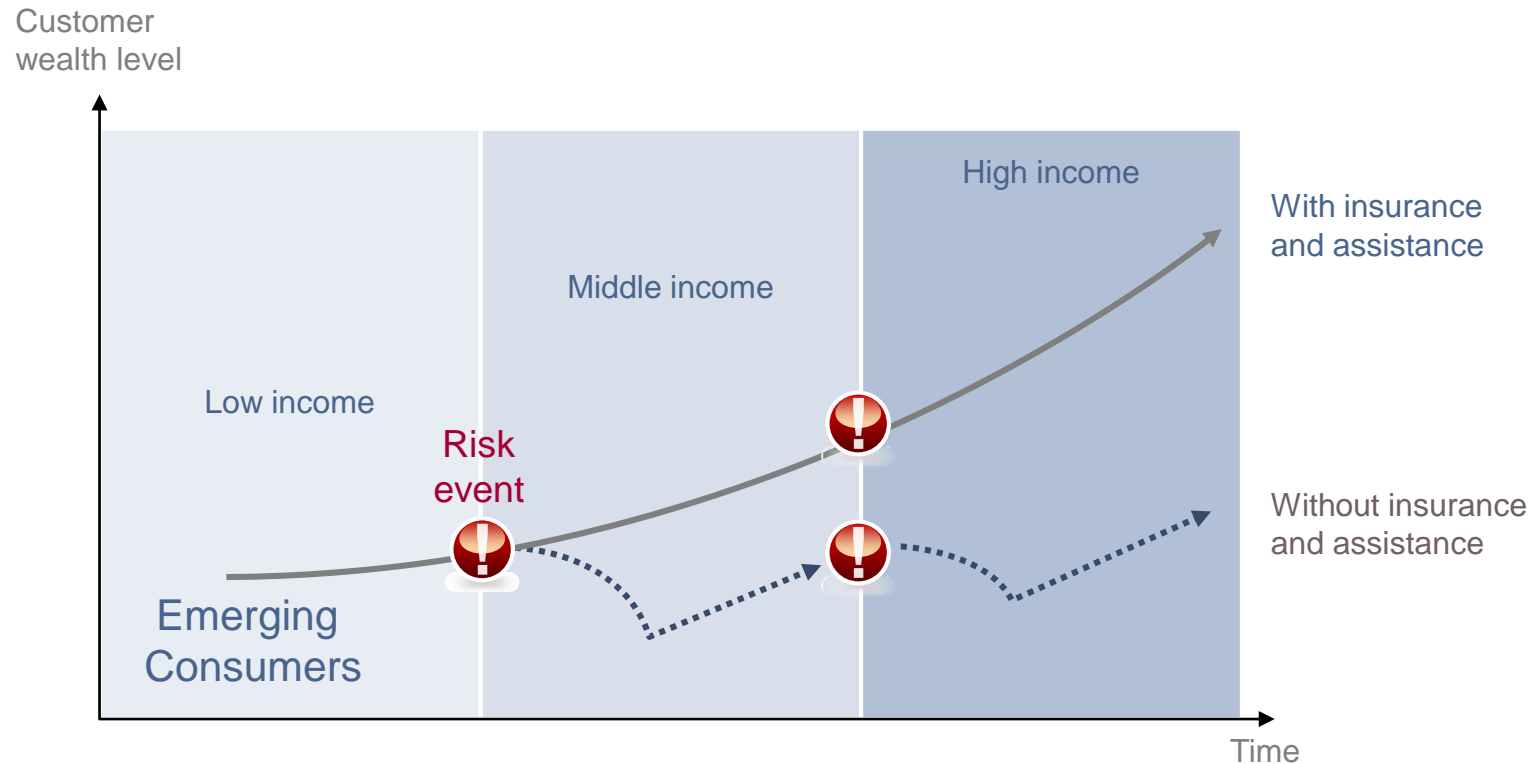 Customer
wealth level
High income
With insurance
and assistance
Middle income
Low income
Risk
event
Without insurance
and assistance
Emerging
Consumers
Time